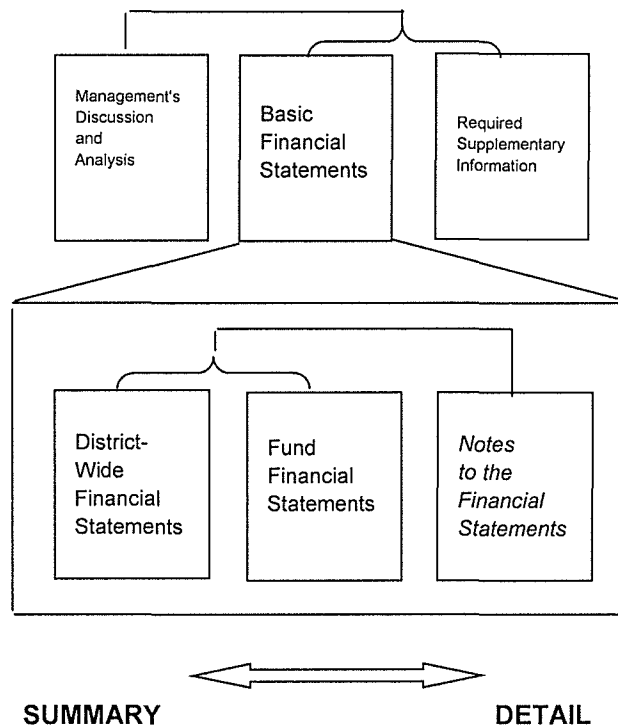 Management's
Discussion
and
Analysis
Basic
Financial
Statements
Required
Supplementary
Information
District-
Wide
Financial
Statements
Fund
Financial
Statements
Notes
to the
Financial
Statements
SUMMARY
DETAIL